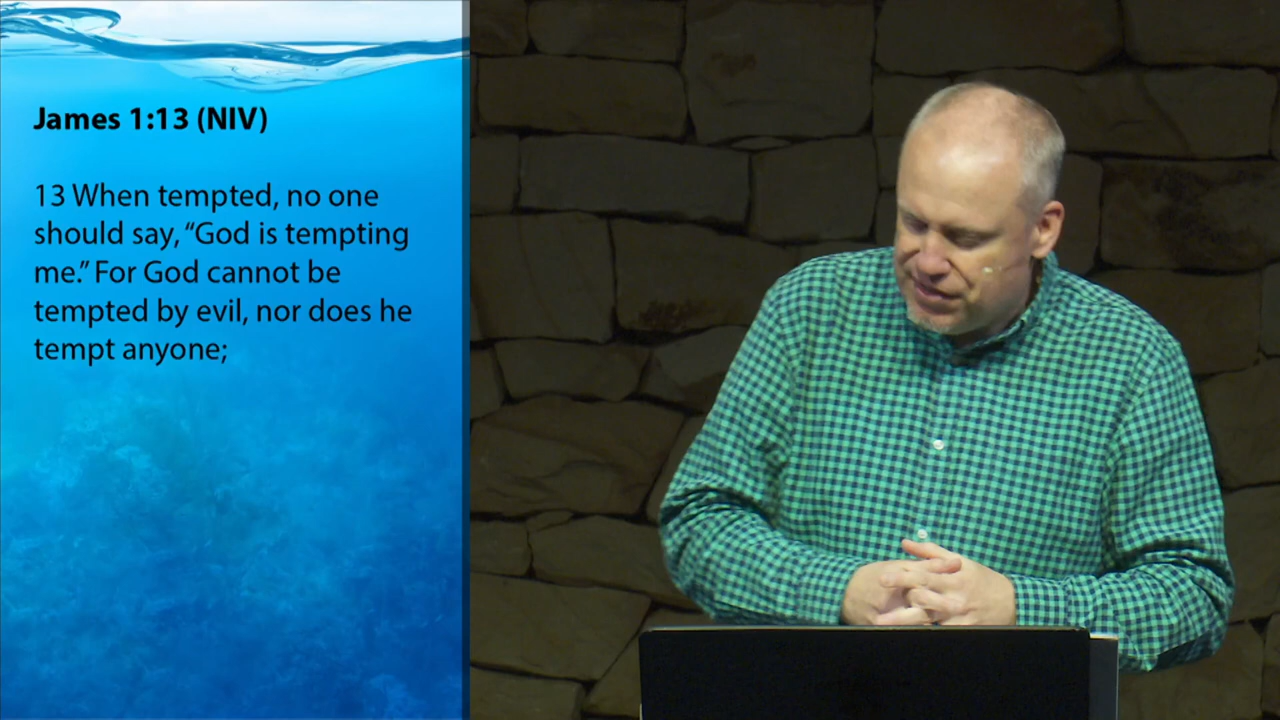 James 1:13 (NIV)
13 When tempted, no one
should say, “God is tempting
me.” For God cannot be
tempted by evil, nor does he
tempt anyone;